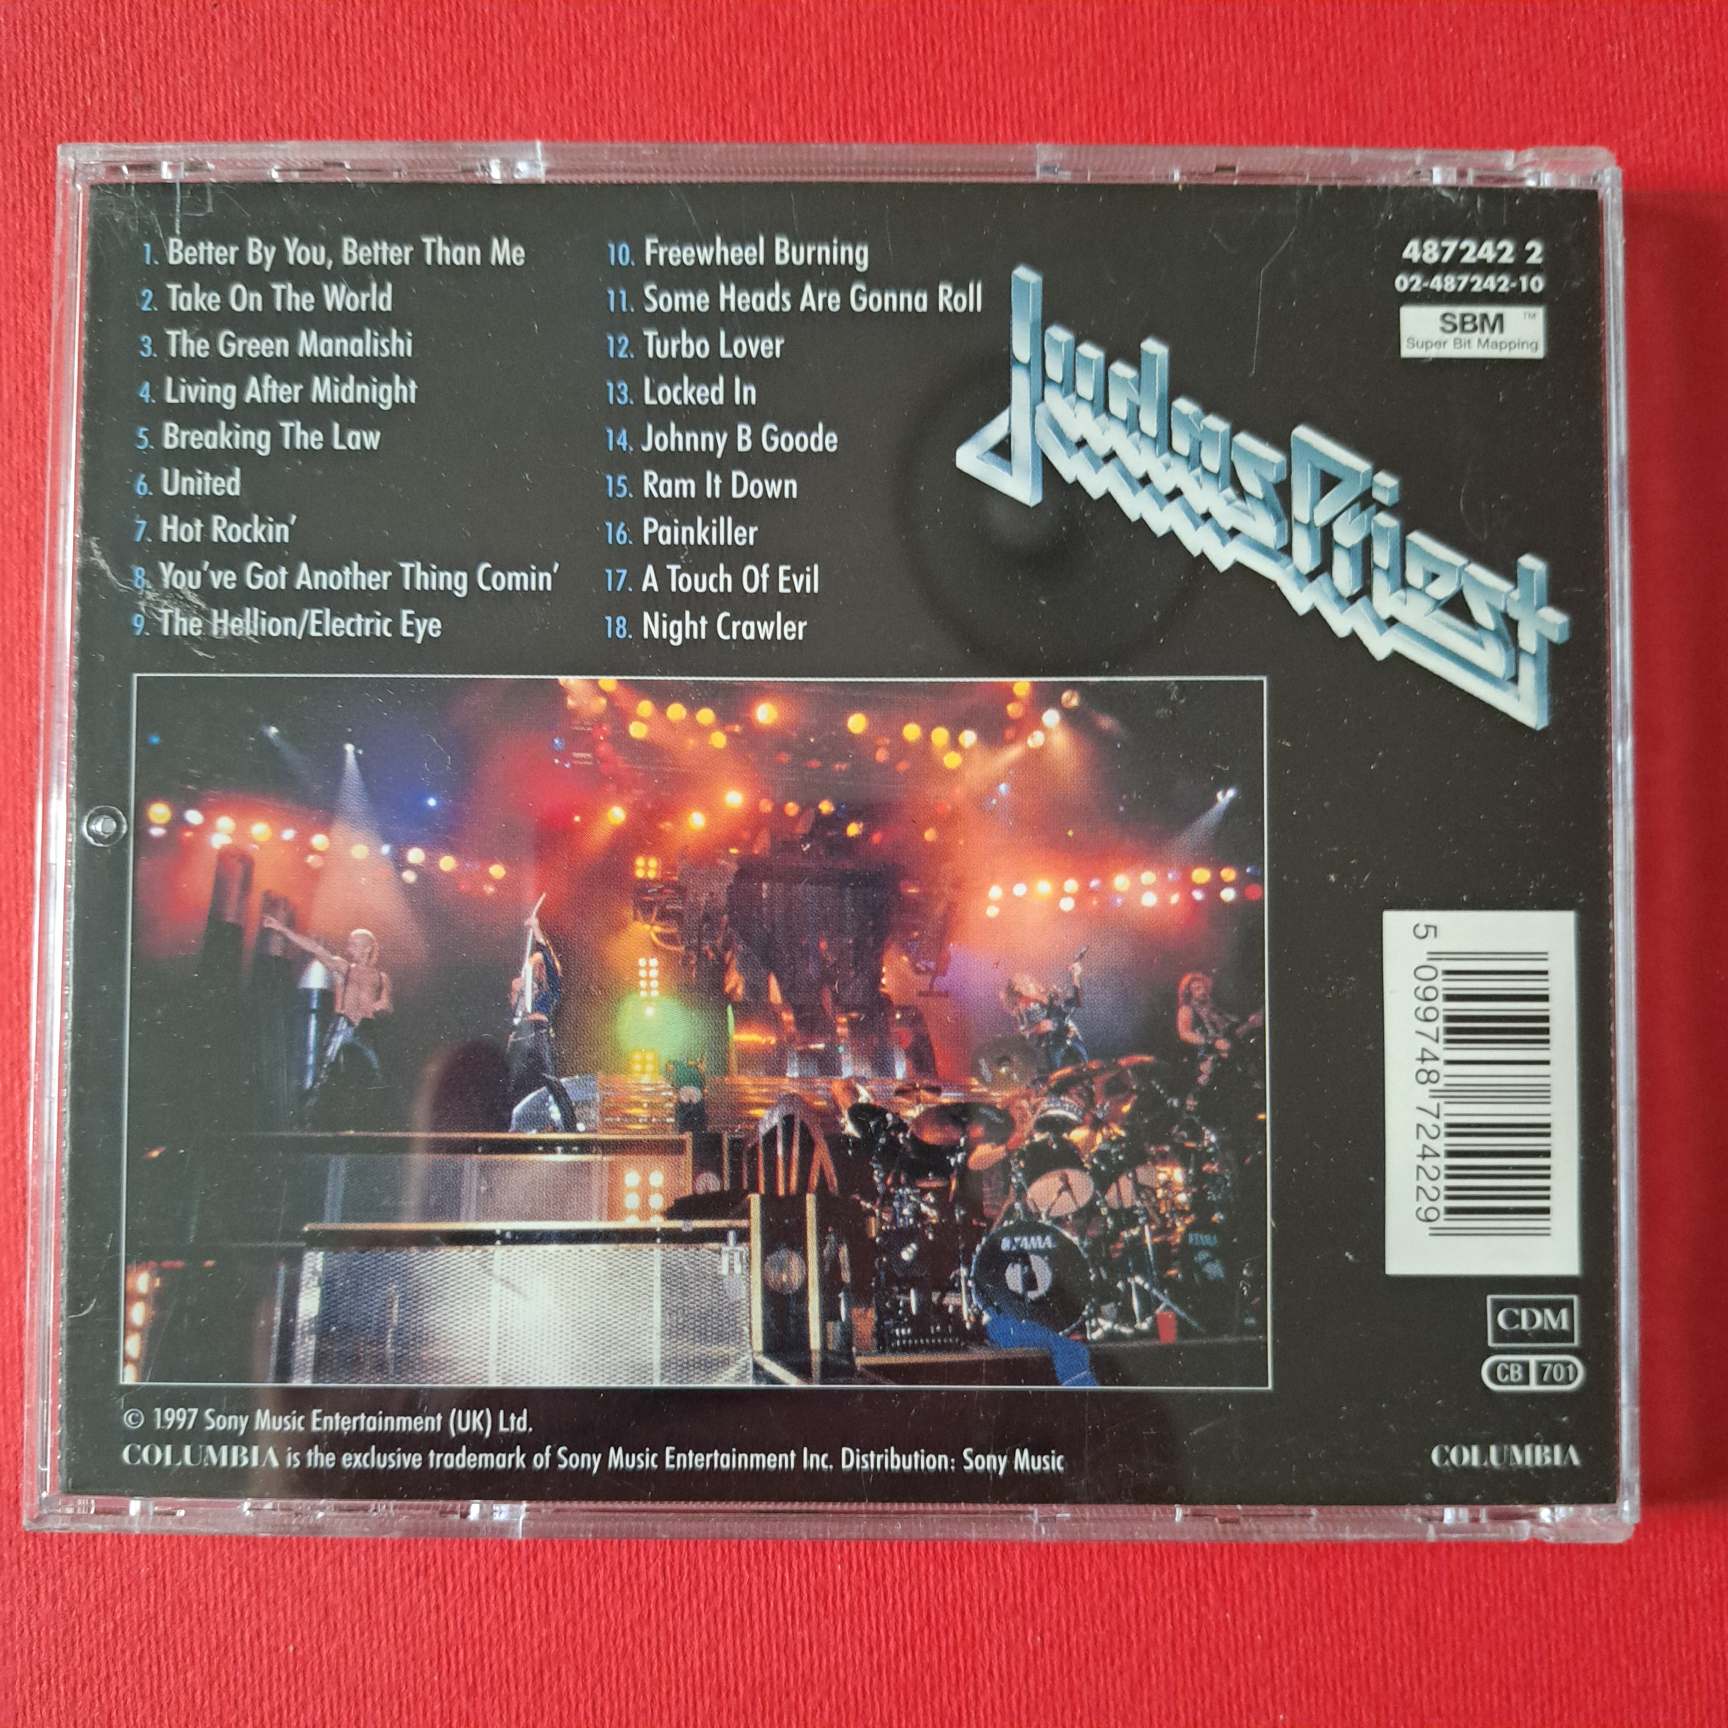 1. Better By You, Better Than Me
2. Take On The World
3. The Green Manalishi
4. Living After Midnight
5. Breaking The Law
6. United
7. Hot Rockin'
8. You've Got Another Thing Comin'
9. The Hellion/Electric Eye
10. Freewheel Burning
11. Some Heads Are Gonna Roll
12. Turbo Lover
13. Locked In
14. Johnny B Goode
15. Ram It Down
16. Painkiller
17. A Touch Of Evil
18. Night Crawler
Judas Priest
487242 2
02-487242-10
SBM TM
Super Bit Mapping
TAMA
5 099748 724229
CDM
CB 701
© 1997 Sony Music Entertainment (UK) Ltd.
COLUMBIA is the exclusive trademark of Sony Music Entertainment Inc. Distribution: Sony Music
COLUMBIA